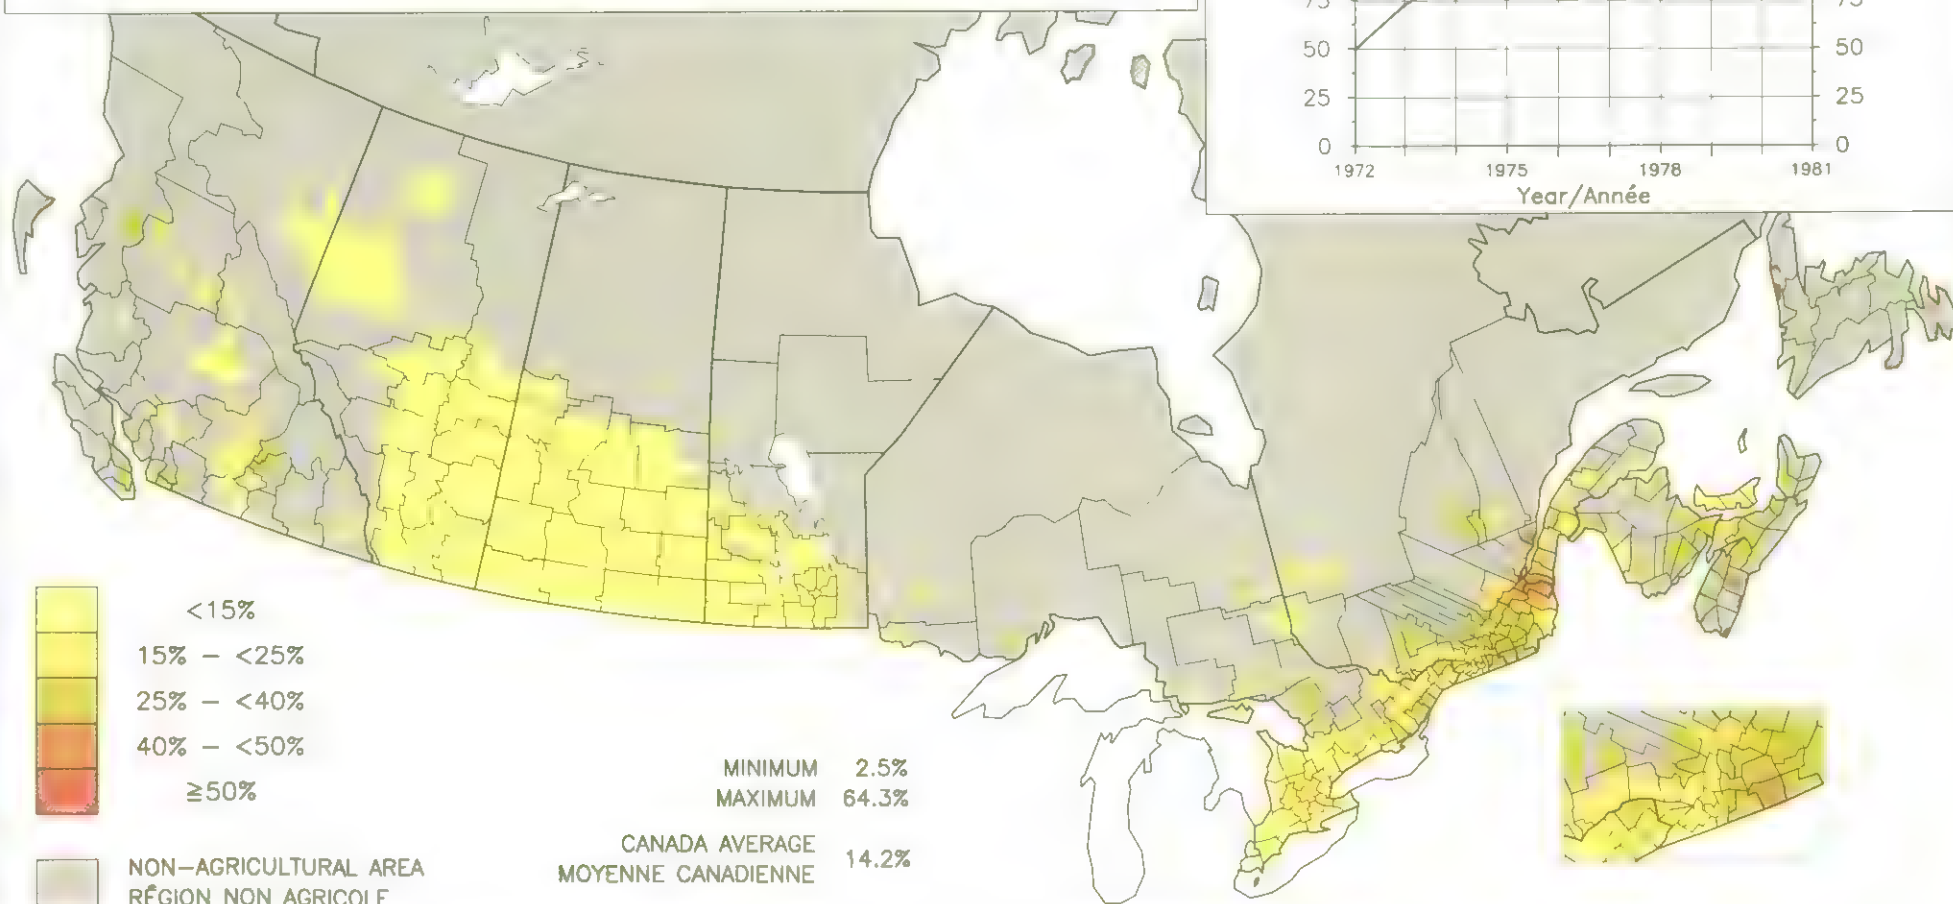 75 75
50 50
25 25
0 0
1972 1975 1978 1981
Year/Année
<15%
15% – <25%
25% – <40%
40% – <50%
≧50%
NON–AGRICULTURAL AREA
RÉGION NON AGRICOLE
MINIMUM 2.5%
MAXIMUM 64.3%
CANADA AVERAGE
MOYENNE CANADIENNE 14.2%